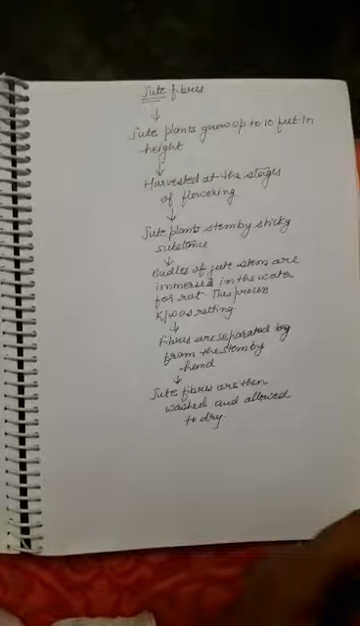 Jute fibres
↓
Jute plants grow up to 10 feet in
height
↓
Harvested at the stages
of flowering
↓
Jute plants stem by sticky
substance
↓
Budles of jute stem are
immersed in the water
for rot. This process
K/w as retting.
↓
Fibres are separated by
from the stem by
hand
↓
Jute fibres are then
washed and allowed
to dry